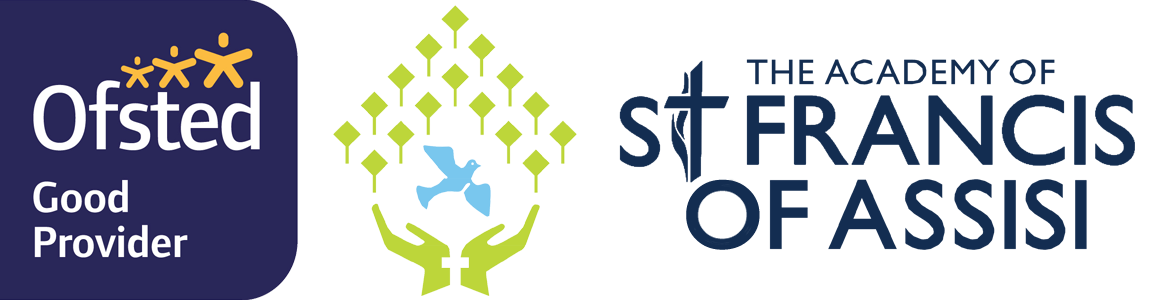 Ofsted
Good
Provider
THE ACADEMY OF
St FRANCIS
OF ASSISI